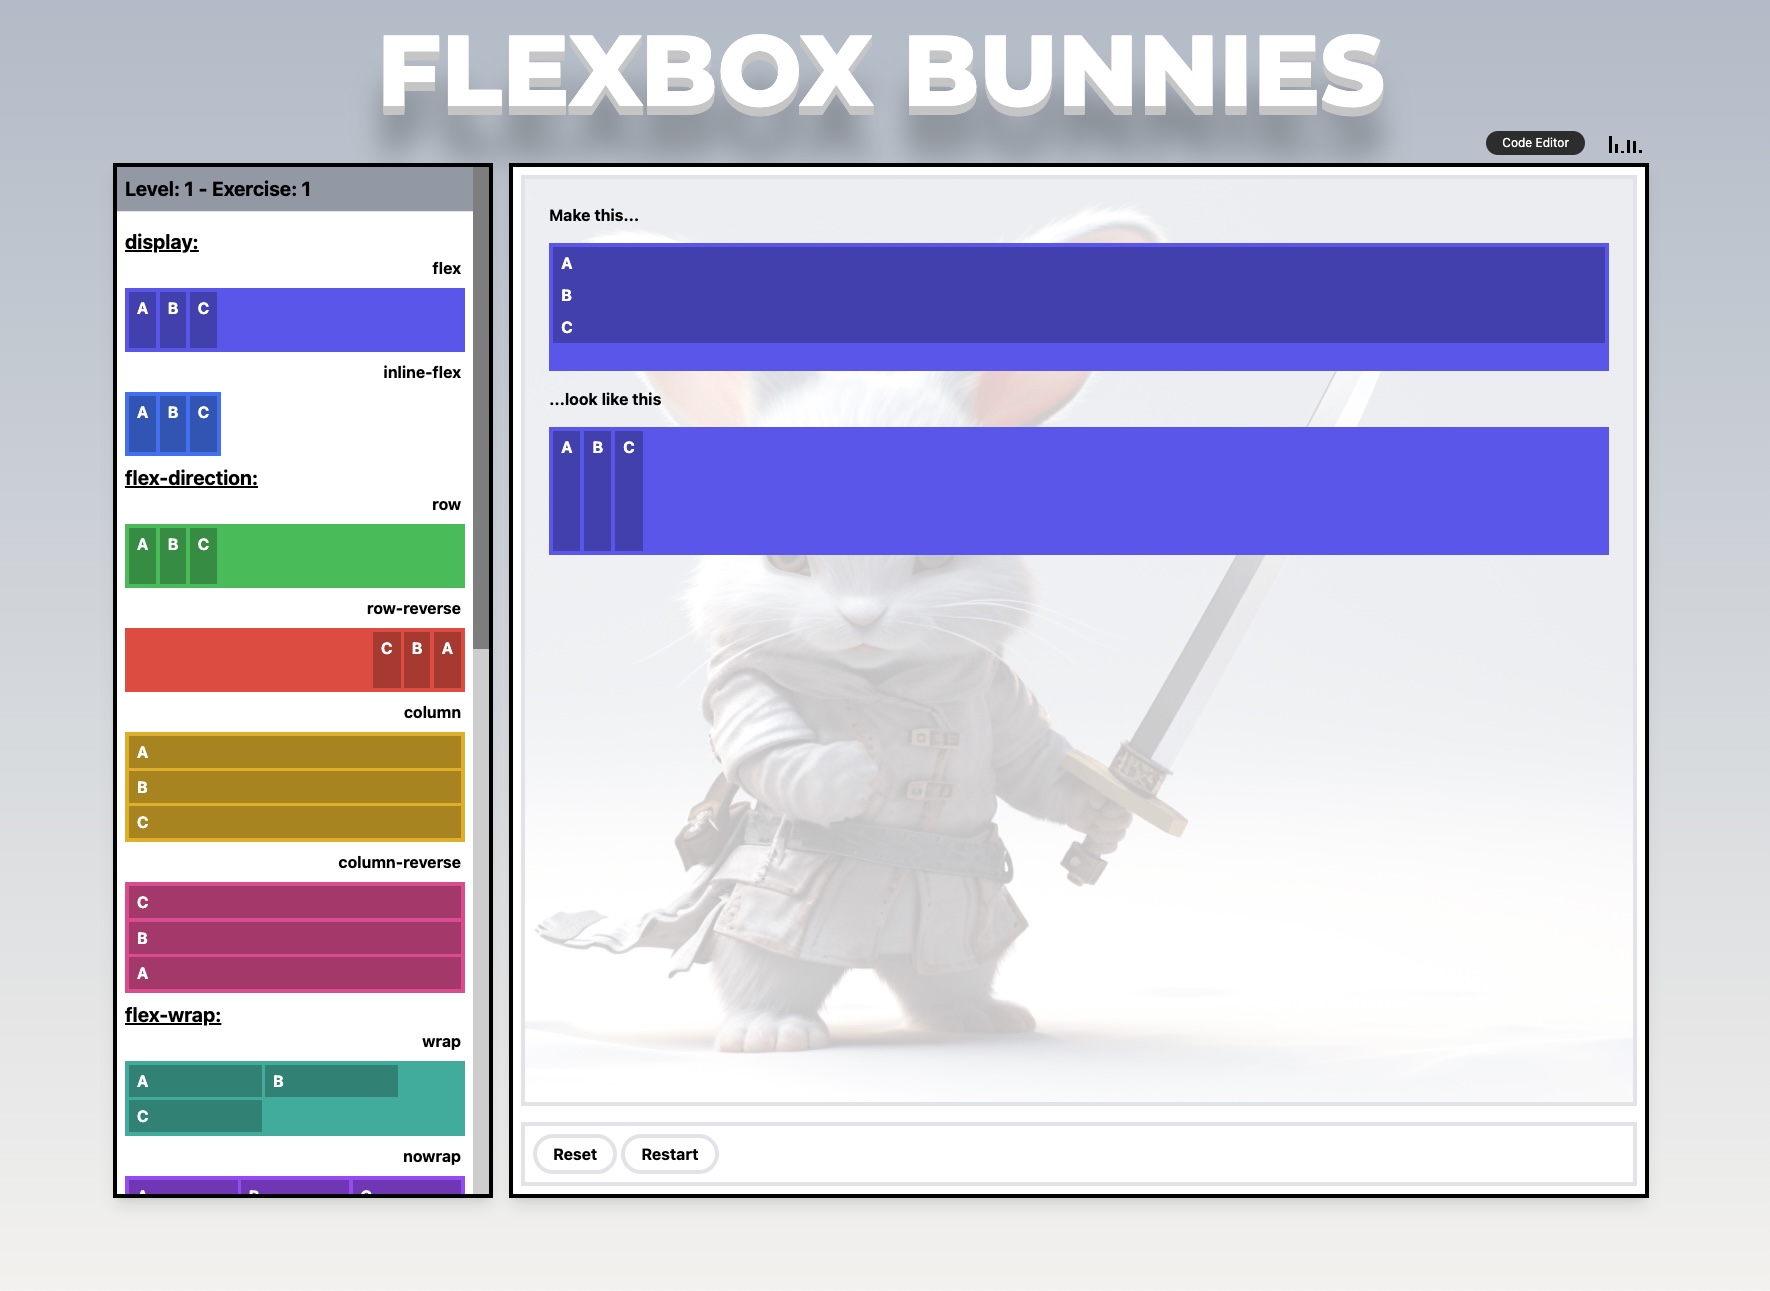 FLEXBOX BUNNIES
Code Editor
Level: 1 - Exercise: 1
display:
flex
A B C
inline-flex
A B C
flex-direction:
row
A B C
row-reverse
C B A
column
A
B
C
column-reverse
C
B
A
flex-wrap:
wrap
A B
C
nowrap
A B C
Make this...
A
B
C
...look like this
A B C
Reset Restart